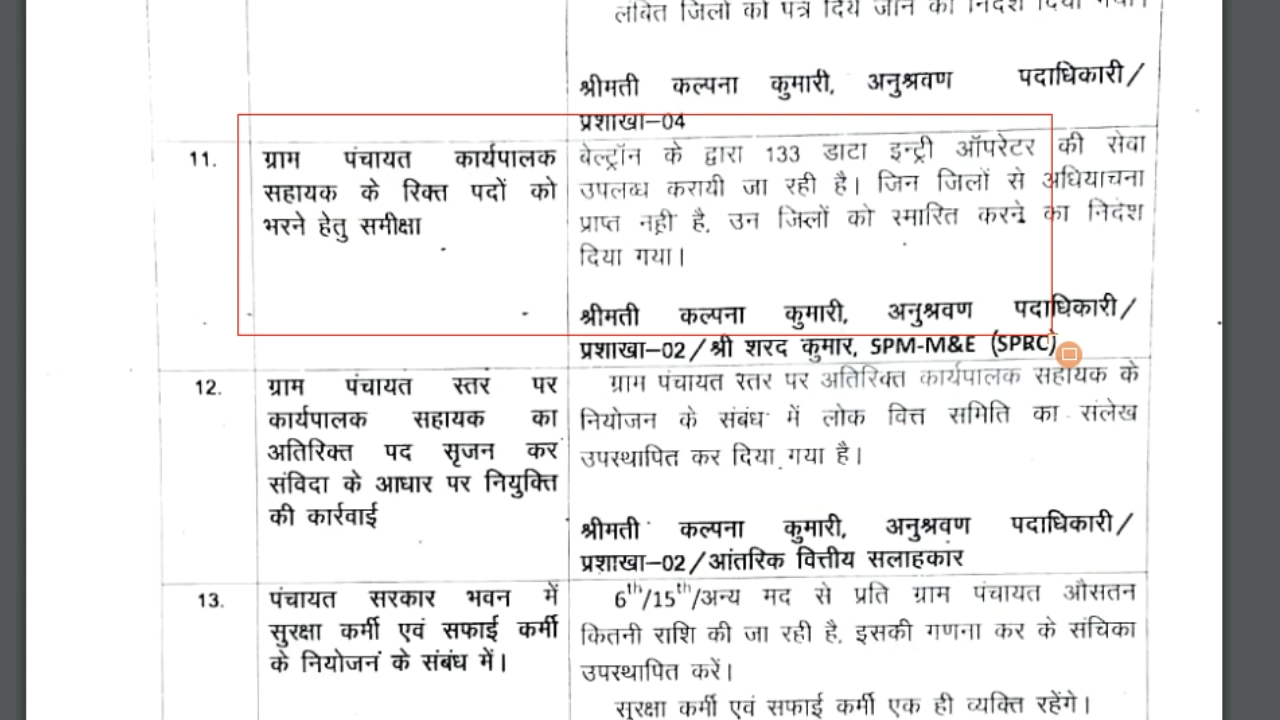 लंबित जिलों को पत्र दिये जाने का निदेश दिया गया।
श्रीमती कल्पना कुमारी, अनुश्रवण पदाधिकारी/
प्रशाखा–04
11.
ग्राम पंचायत कार्यपालक
सहायक के रिक्त पदों को
भरने हेतु समीक्षा
बेल्ट्रॉन के द्वारा 133 डाटा इन्ट्री ऑपरेटर की सेवा
उपलब्ध करायी जा रही है। जिन जिलों से अधियाचना
प्राप्त नहीं है, उन जिलों को स्मारित करने का निदेश
दिया गया।
श्रीमती कल्पना कुमारी, अनुश्रवण पदाधिकारी/
प्रशाखा–02/श्री शरद कुमार, SPM-M&E (SPRC)
12.
ग्राम पंचायत स्तर पर
कार्यपालक सहायक का
अतिरिक्त पद सृजन कर
संविदा के आधार पर नियुक्ति
की कार्रवाई
ग्राम पंचायत स्तर पर अतिरिक्त कार्यपालक सहायक के
नियोजन के संबंध में लोक वित्त समिति का संलेख
उपस्थापित कर दिया गया है।
श्रीमती कल्पना कुमारी, अनुश्रवण पदाधिकारी/
प्रशाखा–02/आंतरिक वित्तीय सलाहकार
13.
पंचायत सरकार भवन में
सुरक्षा कर्मी एवं सफाई कर्मी
के नियोजन के संबंध में।
6th/15th/अन्य मद से प्रति ग्राम पंचायत औसतन
कितनी राशि की जा रही है, इसकी गणना कर के संचिका
उपस्थापित करें।
सुरक्षा कर्मी एवं सफाई कर्मी एक ही व्यक्ति रहेंगे।